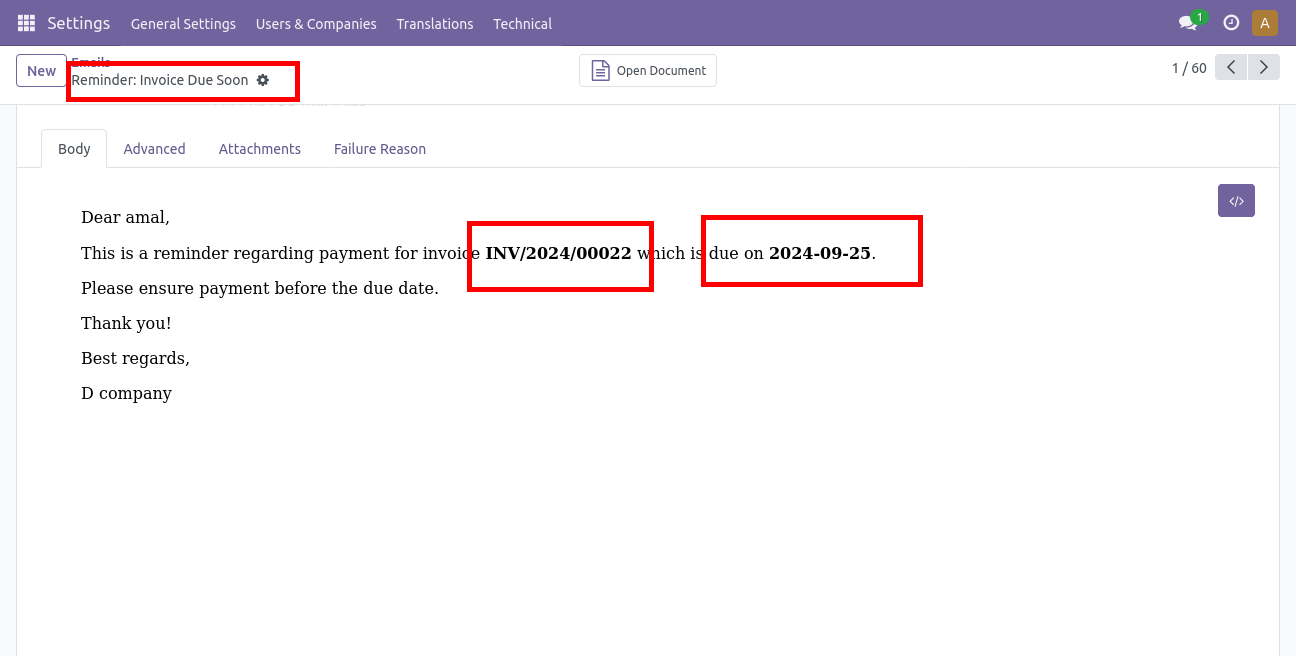 Settings General Settings Users & Companies Translations Technical 1 A
New Emails Open Document 1 / 60
Reminder: Invoice Due Soon
Body Advanced Attachments Failure Reason
</>
Dear amal,
This is a reminder regarding payment for invoice INV/2024/00022 which is due on 2024-09-25.
Please ensure payment before the due date.
Thank you!
Best regards,
D company